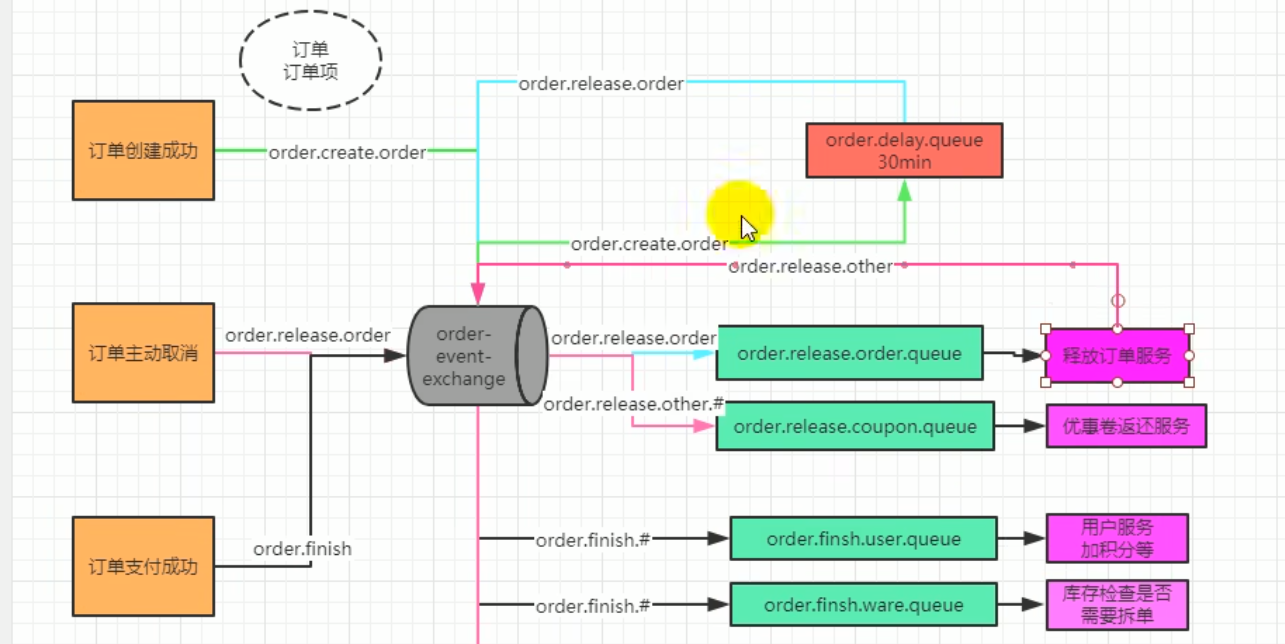 订单
订单项
order.release.order
订单创建成功
order.create.order
order.delay.queue
30min
order.create.order
order.release.other
订单主动取消
order.release.order
order-
event-
exchange
order.release.order
order.release.order.queue
释放订单服务
order.release.other.#
order.release.coupon.queue
优惠卷返还服务
订单支付成功
order.finish
order.finish.#
order.finsh.user.queue
用户服务
加积分等
order.finish.#
order.finsh.ware.queue
库存检查是否
需要拆单